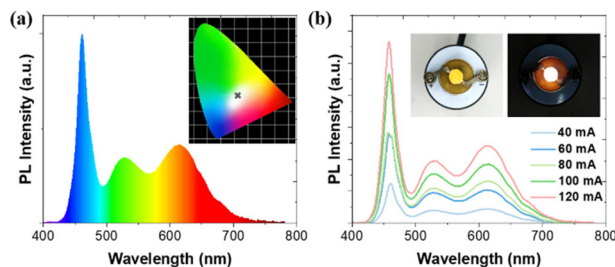 (a)
PL Intensity (a.u.)
400 500 600 700 800
Wavelength (nm)
(b)
PL Intensity (a.u.)
40 mA
60 mA
80 mA
100 mA
120 mA
400 500 600 700 800
Wavelength (nm)